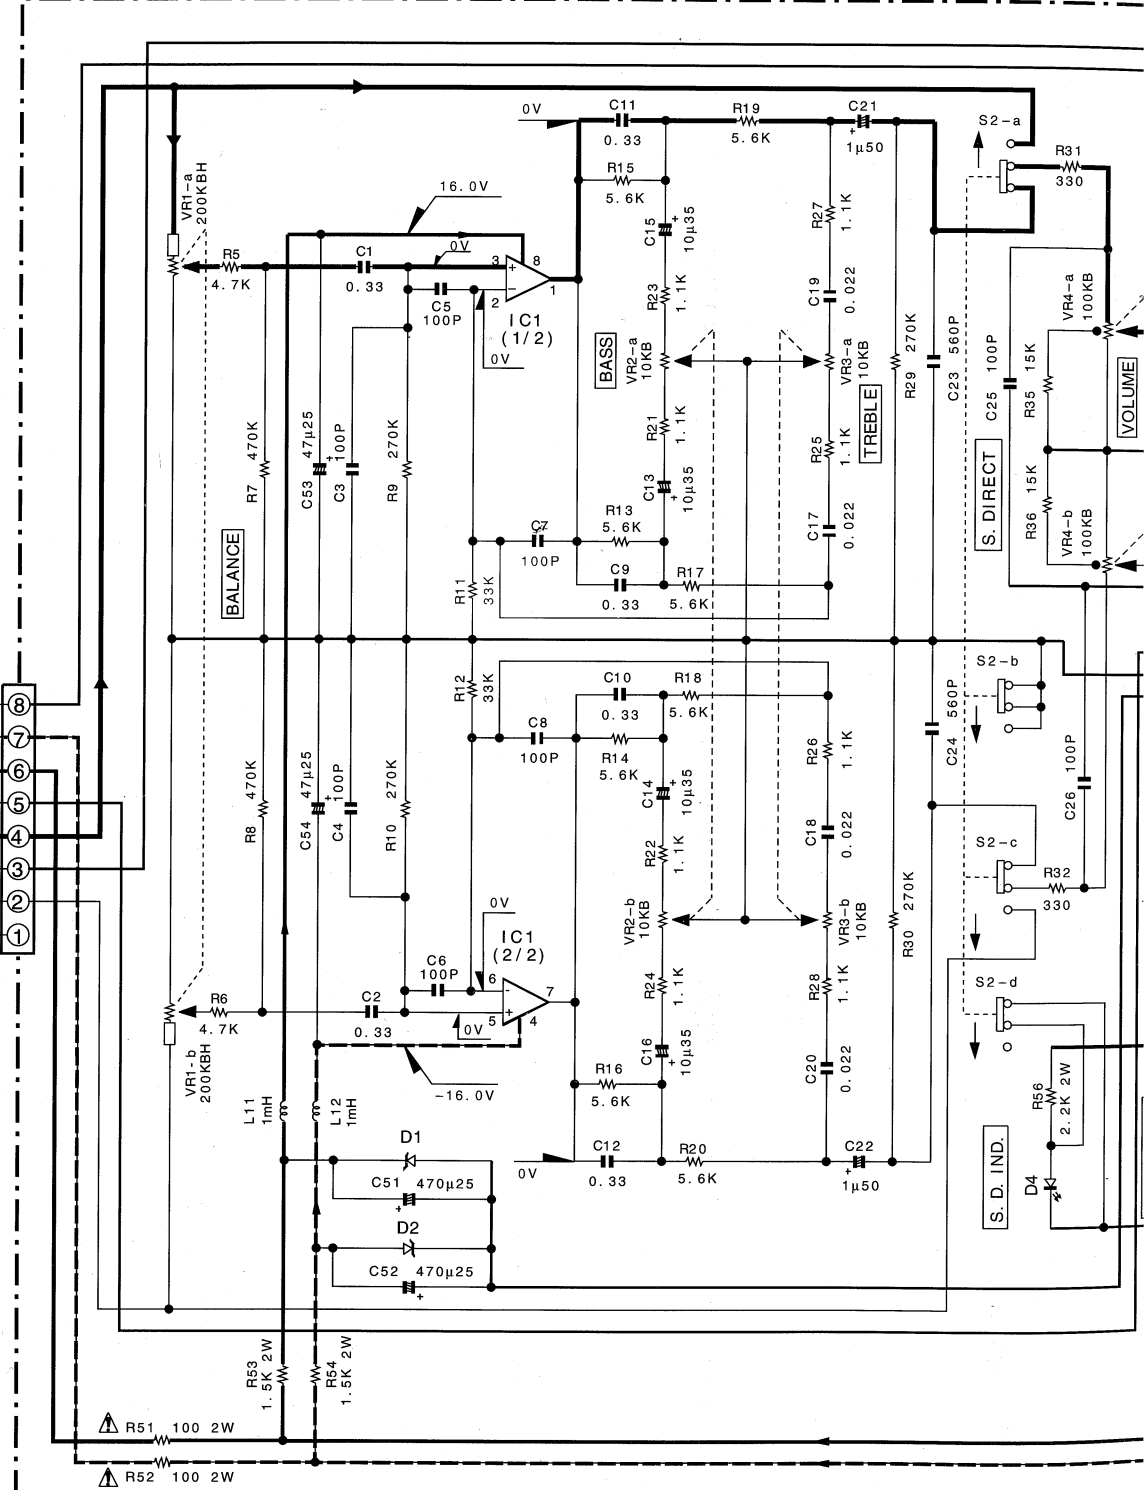 0V
C11
0.33
R19
5.6K
C21
+
1µ50
S2-a
R31
330
VR1-a
200KBH
16.0V
0V
R15
5.6K
C15
+
10µ35
R27
1.1K
R5
4.7K
C1
0.33
3
8
+
−
2
1
C5
100P
IC1
(1/2)
0V
R23
1.1K
C19
0.022
BASS
VR2-a
10KB
VR3-a
10KB
TREBLE
R29 270K
C23 560P
C25 100P
R35 15K
VR4-a
100KB
VOLUME
R7 470K
C53 47µ25
+
C3 100P
R9 270K
R21
1.1K
R25
1.1K
C13
+
10µ35
C17
0.022
S. DIRECT
R36 15K
VR4-b
100KB
BALANCE
C7
100P
R13
5.6K
C9
0.33
R17
5.6K
R11
33K
R12
33K
C10
0.33
R18
5.6K
C8
100P
R14
5.6K
S2-b
8
7
6
5
4
3
2
1
R8 470K
C54 47µ25
+
C4 100P
R10 270K
C14
+
10µ35
R26
1.1K
C24 560P
C26 100P
R22
1.1K
C18
0.022
S2-c
R32
330
0V
IC1
(2/2)
VR2-b
10KB
VR3-b
10KB
R30 270K
C6
100P
6
-
7
5
+
4
0V
R24
1.1K
R28
1.1K
S2-d
R6
4.7K
C2
0.33
VR1-b
200KBH
-16.0V
C16
+
10µ35
C20
0.022
R16
5.6K
R56
2.2K 2W
L11
1mH
L12
1mH
D1
C51 470µ25
+
D2
C52 470µ25
+
0V
C12
0.33
R20
5.6K
C22
+
1µ50
S. D. IND.
D4
R53
1.5K 2W
R54
1.5K 2W
R51 100 2W
R52 100 2W